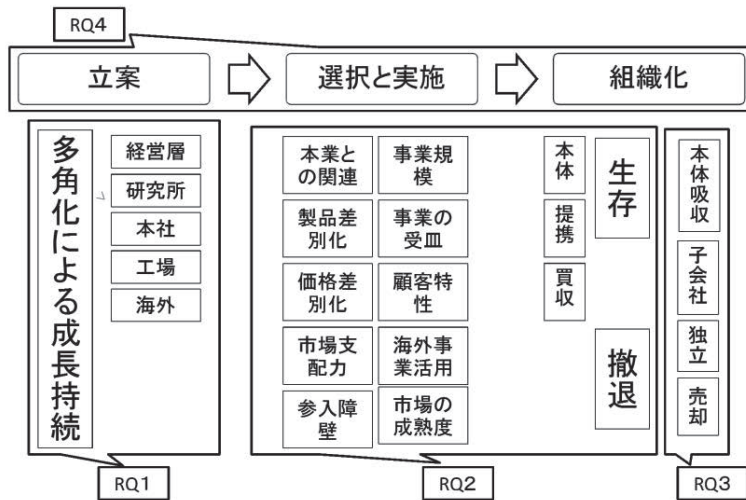 RQ4
立案
選択と実施
組織化
多角化による成長持続
経営層
研究所
本社
工場
海外
本業と
の関連
事業規
模
製品差
別化
事業の
受皿
価格差
別化
顧客特
性
市場支
配力
海外事
業活用
参入障
壁
市場の
成熟度
本体
提携
買収
生存
撤退
本体吸収
子会社
独立
売却
RQ1
RQ2
RQ3